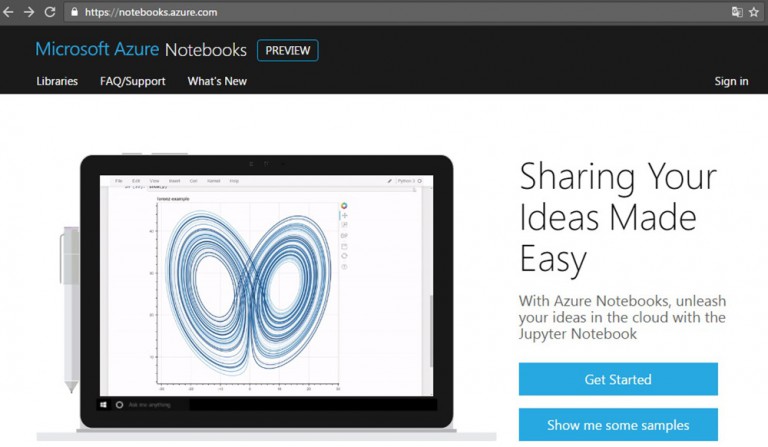 https://notebooks.azure.com
Microsoft Azure Notebooks PREVIEW
Libraries FAQ/Support What's New Sign in
File Edit View Insert Cell Kernel Help Python 3
lorenz example
Ask me anything
Sharing Your
Ideas Made
Easy
With Azure Notebooks, unleash
your ideas in the cloud with the
Jupyter Notebook
Get Started
Show me some samples